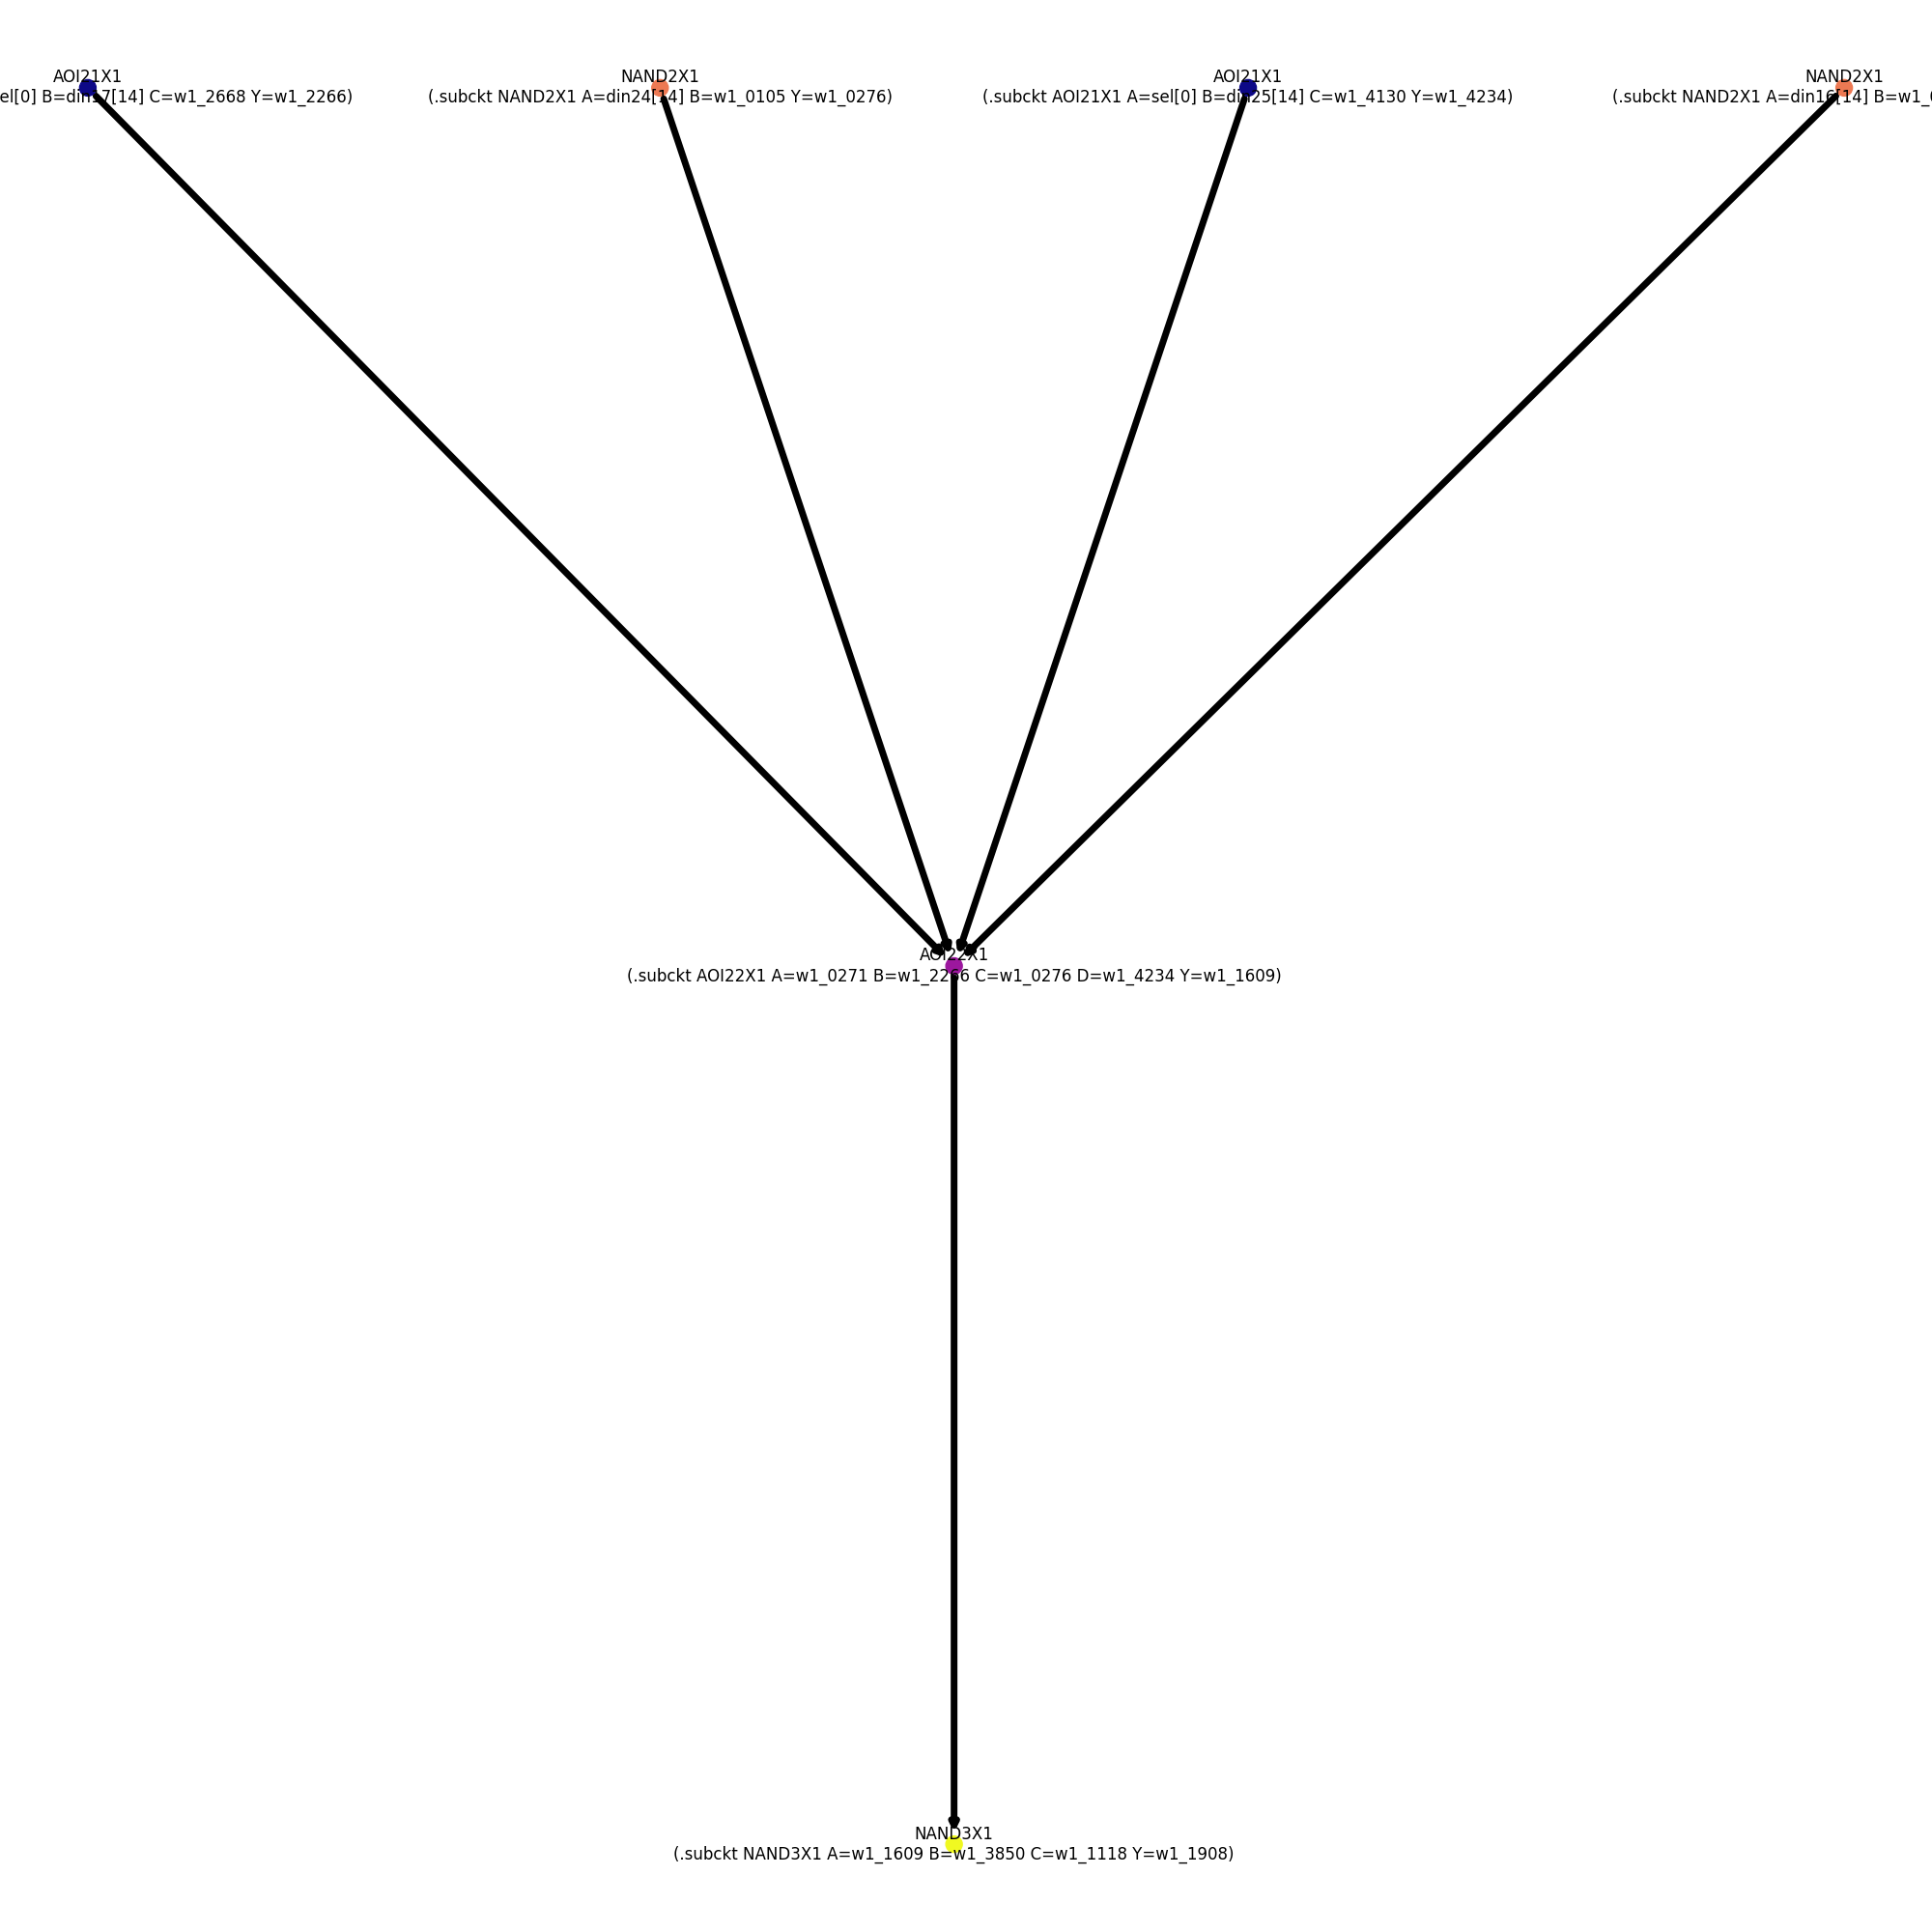 AOI21X1
el[0] B=din17[14] C=w1_2668 Y=w1_2266)
NAND2X1
(.subckt NAND2X1 A=din24[14] B=w1_0105 Y=w1_0276)
AOI21X1
(.subckt AOI21X1 A=sel[0] B=din25[14] C=w1_4130 Y=w1_4234)
NAND2X1
(.subckt NAND2X1 A=din16[14]
AOI22X1
(.subckt AOI22X1 A=w1_0271 B=w1_2266 C=w1_0276 D=w1_4234 Y=w1_1609)
NAND3X1
(.subckt NAND3X1 A=w1_1609 B=w1_3850 C=w1_1118 Y=w1_1908)